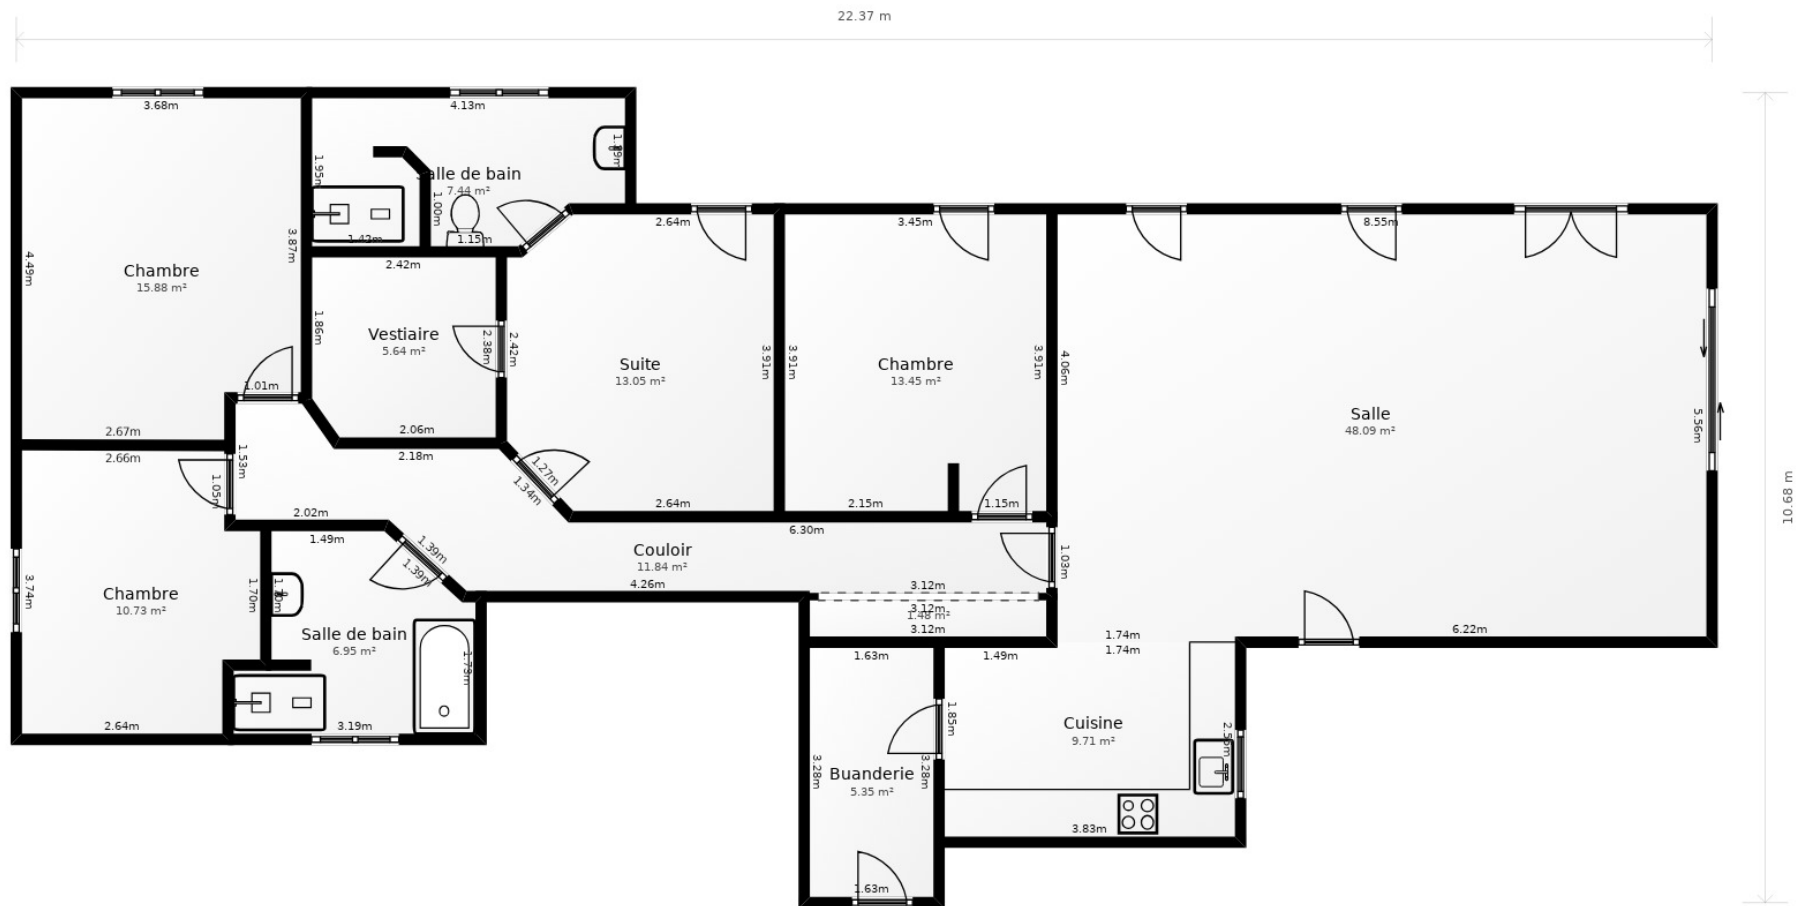 22.37 m
3.68m
4.13m
1.95m
Salle de bain
7.44 m²
1.00m
1.42m
1.15m
2.64m
3.45m
8.55m
4.49m
3.87m
Chambre
15.88 m²
2.42m
1.86m
Vestiaire
5.64 m²
2.38m
2.42m
Suite
13.05 m²
3.91m
3.91m
Chambre
13.45 m²
3.91m
4.06m
Salle
48.09 m²
5.56m
10.68 m
1.01m
2.67m
2.66m
1.53m
1.05m
2.06m
2.18m
1.27m
1.34m
2.64m
2.15m
1.15m
2.02m
1.49m
1.39m
1.39m
6.30m
Couloir
11.84 m²
4.26m
1.03m
3.12m
3.12m
1.48 m²
3.12m
3.74m
Chambre
10.73 m²
1.70m
Salle de bain
6.95 m²
1.73m
2.64m
3.19m
1.63m
1.49m
1.74m
1.74m
6.22m
1.85m
Cuisine
9.71 m²
3.28m
Buanderie
5.35 m²
3.28m
3.83m
1.63m